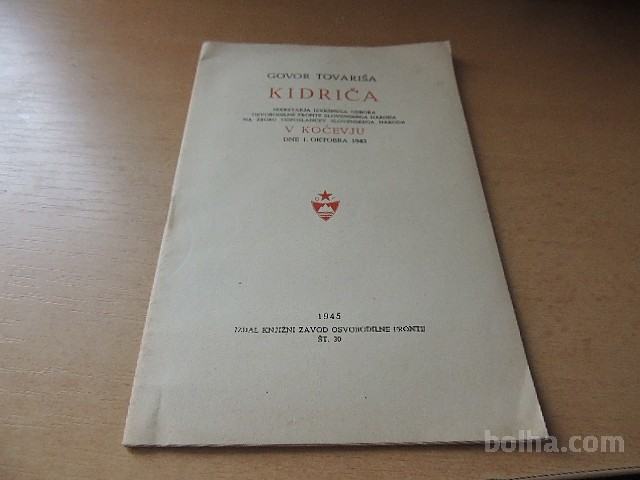 GOVOR TOVARIŠA
KIDRIČA
SEKRETARJA IZVRŠNEGA ODBORA
OSVOBODILNE FRONTE SLOVENSKEGA NARODA
NA ZBORU ODPOSLANCEV SLOVENSKEGA NARODA
V KOČEVJU
DNE 1. OKTOBRA 1943
O F
1945
IZDAL KNJIŽNI ZAVOD OSVOBODILNE FRONTE
ŠT. 30
bolha.com